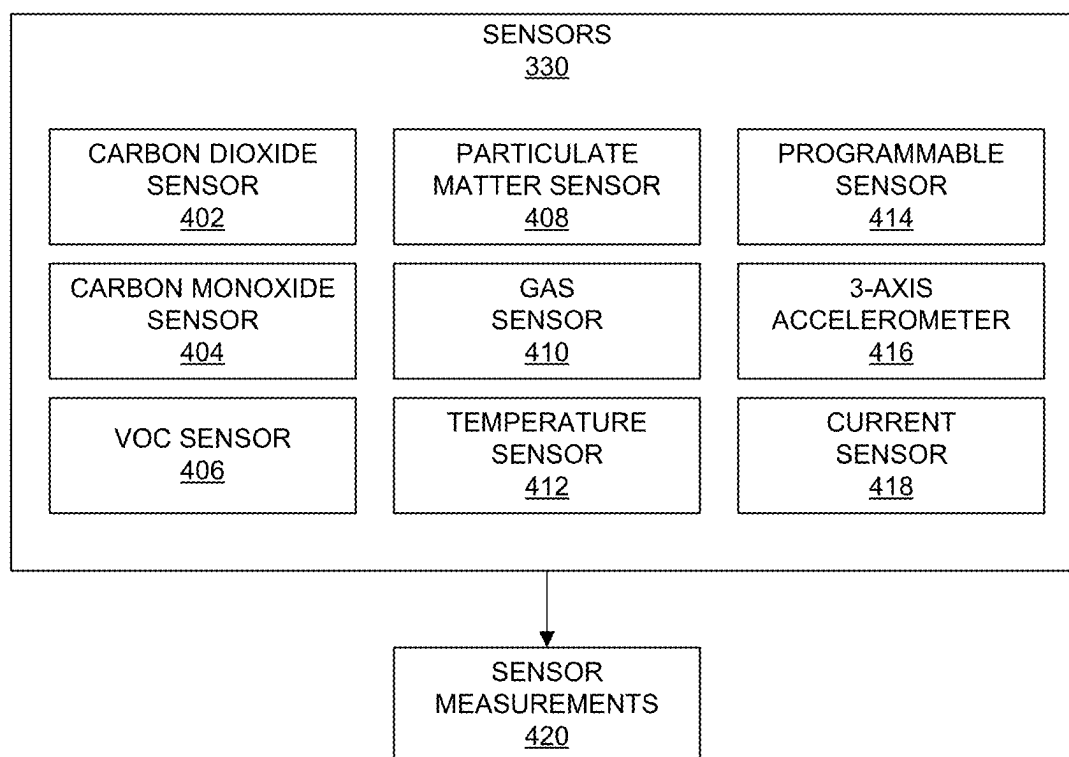 SENSORS
330
CARBON DIOXIDE
SENSOR
402
PARTICULATE
MATTER SENSOR
408
PROGRAMMABLE
SENSOR
414
CARBON MONOXIDE
SENSOR
404
GAS
SENSOR
410
3-AXIS
ACCELEROMETER
416
VOC SENSOR
406
TEMPERATURE
SENSOR
412
CURRENT
SENSOR
418
SENSOR
MEASUREMENTS
420